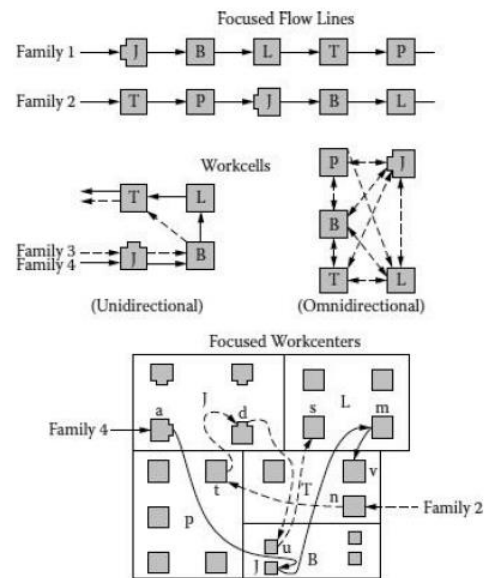 Focused Flow Lines
Family 1 J B L T P
Family 2 T P J B L
Workcells
P J
T L
B
Family 3
Family 4 J B
T L
(Unidirectional) (Omnidirectional)
Focused Workcenters
J L
a d s m
Family 4
t T v
n Family 2
p
u B
J